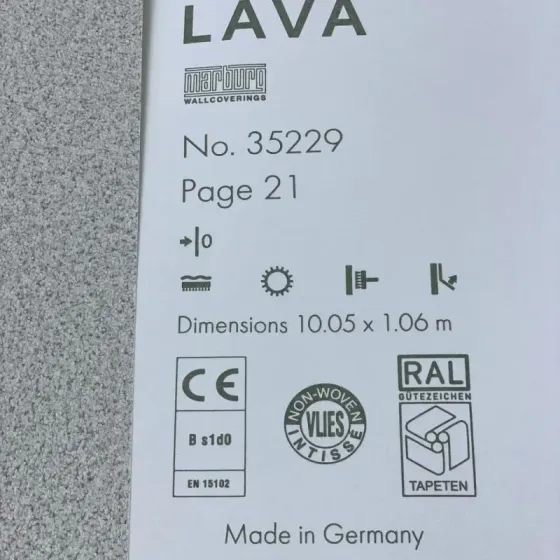 LAVA
marburg
WALLCOVERINGS
No. 35229
Page 21
0
Dimensions 10.05 x 1.06 m
CE
B s1d0
EN 15102
NON-WOVEN
VLIES
INTISSE
RAL
GÜTEZEICHEN
TAPETEN
Made in Germany